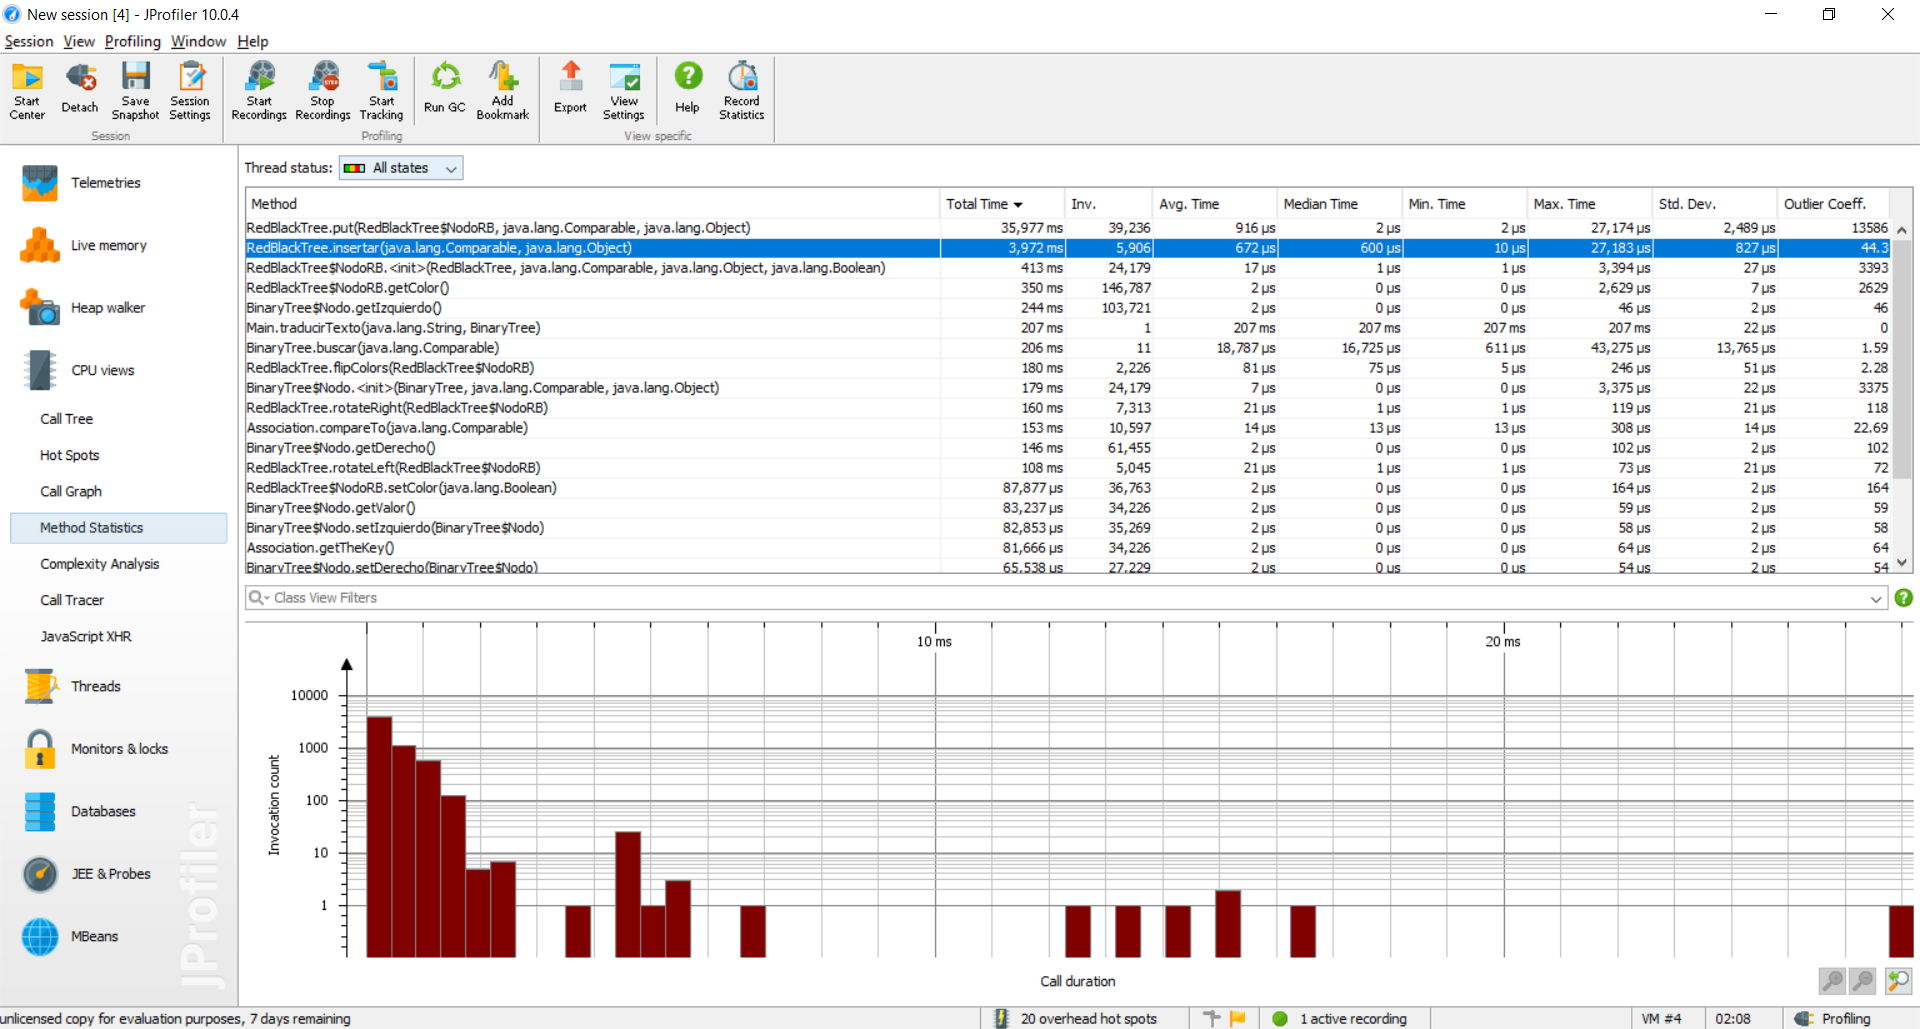 New session [4] - JProfiler 10.0.4
Session View Profiling Window Help
Start Center
Detach
Save Snapshot
Session Settings
Start Recordings
Stop Recordings
Start Tracking
Run GC
Add Bookmark
Export
View Settings
Help
Record Statistics
Session
Profiling
View specific
Telemetries
Live memory
Heap walker
CPU views
Call Tree
Hot Spots
Call Graph
Method Statistics
Complexity Analysis
Call Tracer
JavaScript XHR
Threads
Monitors & locks
Databases
JEE & Probes
MBeans
JProfiler
Thread status: All states
Method Total Time Inv. Avg. Time Median Time Min. Time Max. Time Std. Dev. Outlier Coeff.
RedBlackTree.put(RedBlackTree$NodoRB, java.lang.Comparable, java.lang.Object) 35,977 ms 39,236 916 µs 2 µs 2 µs 27,174 µs 2,489 µs 13586
RedBlackTree.insertar(java.lang.Comparable, java.lang.Object) 3,972 ms 5,906 672 µs 600 µs 10 µs 27,183 µs 827 µs 44.3
RedBlackTree$NodoRB.<init>(RedBlackTree, java.lang.Comparable, java.lang.Object, java.lang.Boolean) 413 ms 24,179 17 µs 1 µs 1 µs 3,394 µs 27 µs 3393
RedBlackTree$NodoRB.getColor() 350 ms 146,787 2 µs 0 µs 0 µs 2,629 µs 7 µs 2629
BinaryTree$Nodo.getIzquierdo() 244 ms 103,721 2 µs 0 µs 0 µs 46 µs 2 µs 46
Main.traducirTexto(java.lang.String, BinaryTree) 207 ms 1 207 ms 207 ms 207 ms 207 ms 22 µs 0
BinaryTree.buscar(java.lang.Comparable) 206 ms 11 18,787 µs 16,725 µs 611 µs 43,275 µs 13,765 µs 1.59
RedBlackTree.flipColors(RedBlackTree$NodoRB) 180 ms 2,226 81 µs 75 µs 5 µs 246 µs 51 µs 2.28
BinaryTree$Nodo.<init>(BinaryTree, java.lang.Comparable, java.lang.Object) 179 ms 24,179 7 µs 0 µs 0 µs 3,375 µs 22 µs 3375
RedBlackTree.rotateRight(RedBlackTree$NodoRB) 160 ms 7,313 21 µs 1 µs 1 µs 119 µs 21 µs 118
Association.compareTo(java.lang.Comparable) 153 ms 10,597 14 µs 13 µs 13 µs 308 µs 14 µs 22.69
BinaryTree$Nodo.getDerecho() 146 ms 61,455 2 µs 0 µs 0 µs 102 µs 2 µs 102
RedBlackTree.rotateLeft(RedBlackTree$NodoRB) 108 ms 5,045 21 µs 1 µs 1 µs 73 µs 21 µs 72
RedBlackTree$NodoRB.setColor(java.lang.Boolean) 87,877 µs 36,763 2 µs 0 µs 0 µs 164 µs 2 µs 164
BinaryTree$Nodo.getValor() 83,237 µs 34,226 2 µs 0 µs 0 µs 59 µs 2 µs 59
BinaryTree$Nodo.setIzquierdo(BinaryTree$Nodo) 82,853 µs 35,269 2 µs 0 µs 0 µs 58 µs 2 µs 58
Association.getTheKey() 81,666 µs 34,226 2 µs 0 µs 0 µs 64 µs 2 µs 64
BinaryTree$Nodo.setDerecho(BinaryTree$Nodo) 65,538 µs 27,229 2 µs 0 µs 0 µs 54 µs 2 µs 54
Class View Filters
10 ms 20 ms
10000
1000
100
10
1
Invocation count
Call duration
unlicensed copy for evaluation purposes, 7 days remaining 20 overhead hot spots 1 active recording VM #4 02:08 Profiling